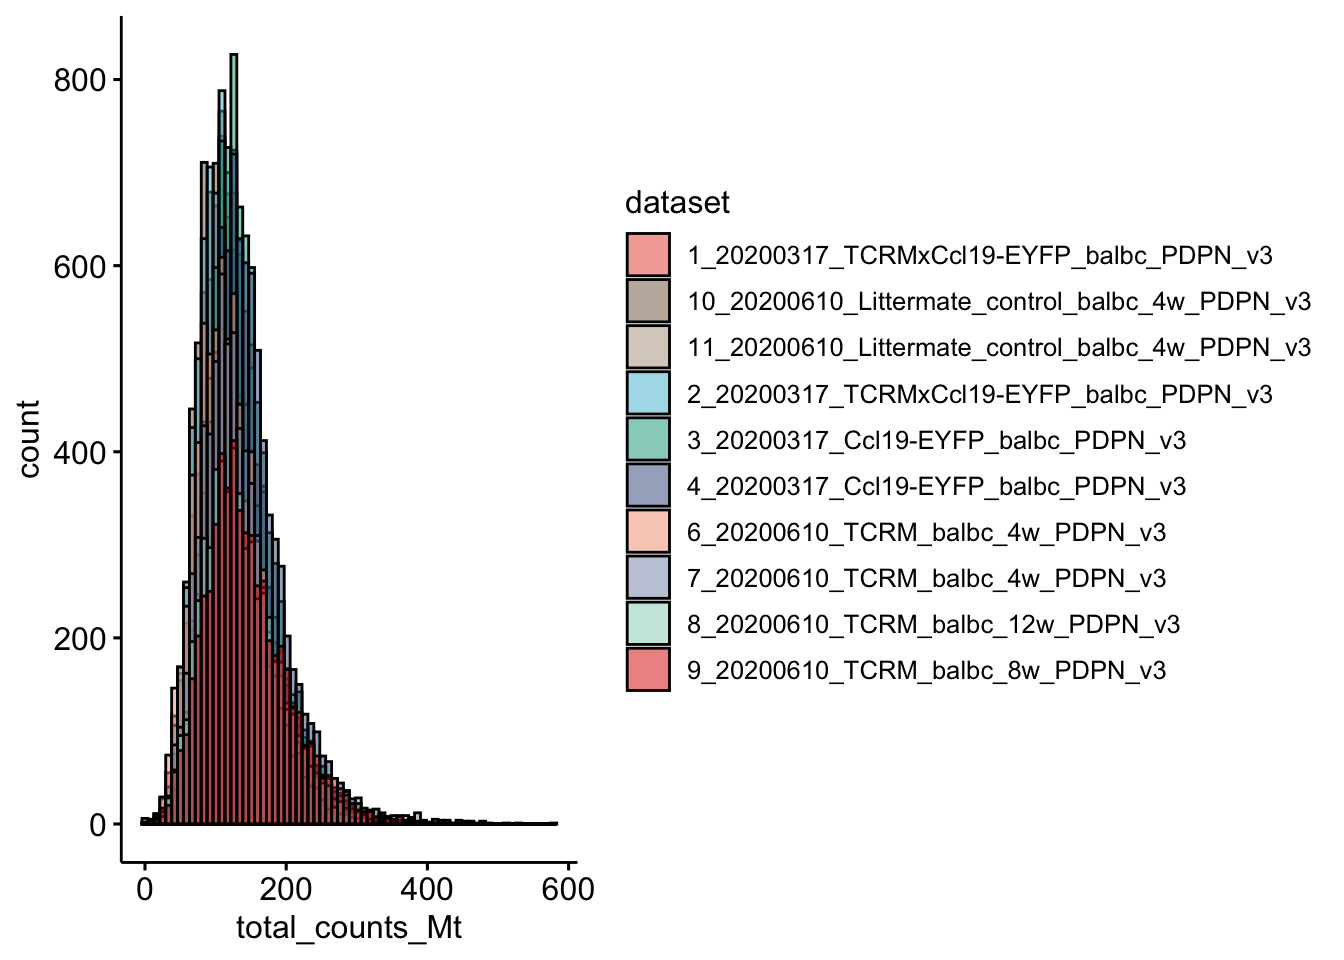 800
600
400
200
0
count
0 200 400 600
total_counts_Mt
dataset
1_20200317_TCRMxCcl19-EYFP_balbc_PDPN_v3
10_20200610_Littermate_control_balbc_4w_PDPN_v3
11_20200610_Littermate_control_balbc_4w_PDPN_v3
2_20200317_TCRMxCcl19-EYFP_balbc_PDPN_v3
3_20200317_Ccl19-EYFP_balbc_PDPN_v3
4_20200317_Ccl19-EYFP_balbc_PDPN_v3
6_20200610_TCRM_balbc_4w_PDPN_v3
7_20200610_TCRM_balbc_4w_PDPN_v3
8_20200610_TCRM_balbc_12w_PDPN_v3
9_20200610_TCRM_balbc_8w_PDPN_v3